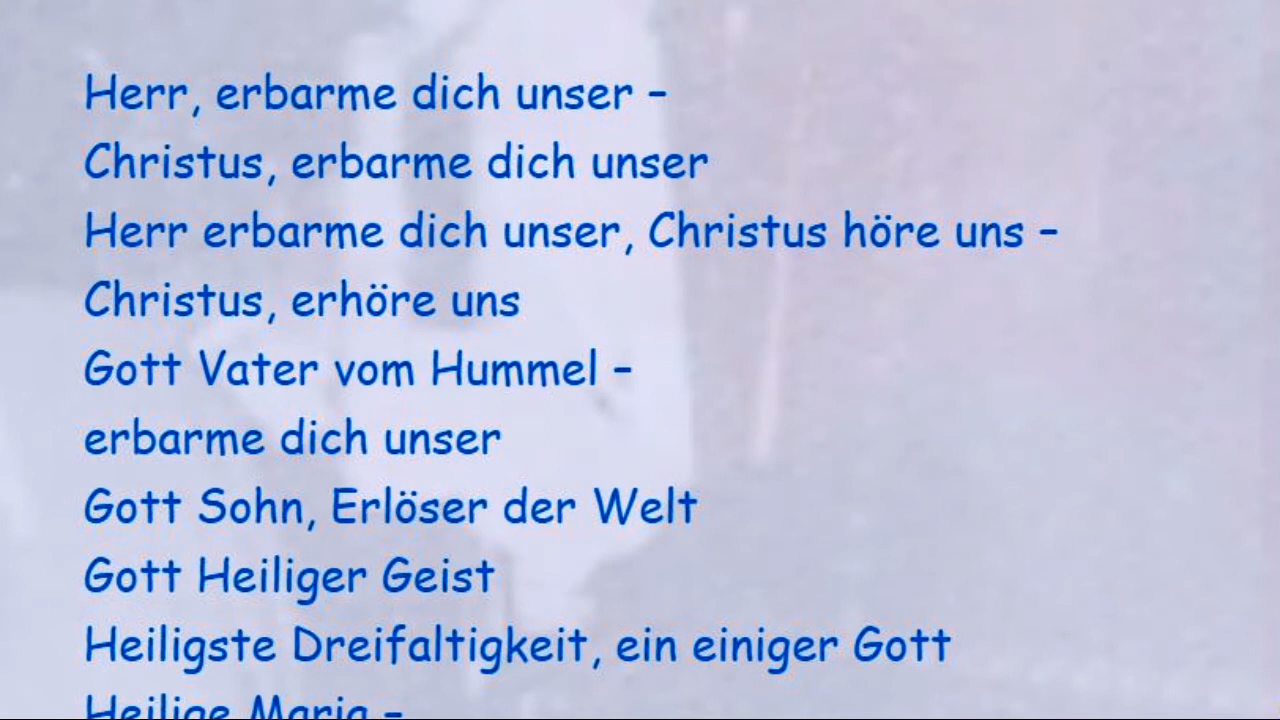 Herr, erbarme dich unser –
Christus, erbarme dich unser
Herr erbarme dich unser, Christus höre uns –
Christus, erhöre uns
Gott Vater vom Hummel –
erbarme dich unser
Gott Sohn, Erlöser der Welt
Gott Heiliger Geist
Heiligste Dreifaltigkeit, ein einiger Gott
Heilige Maria –